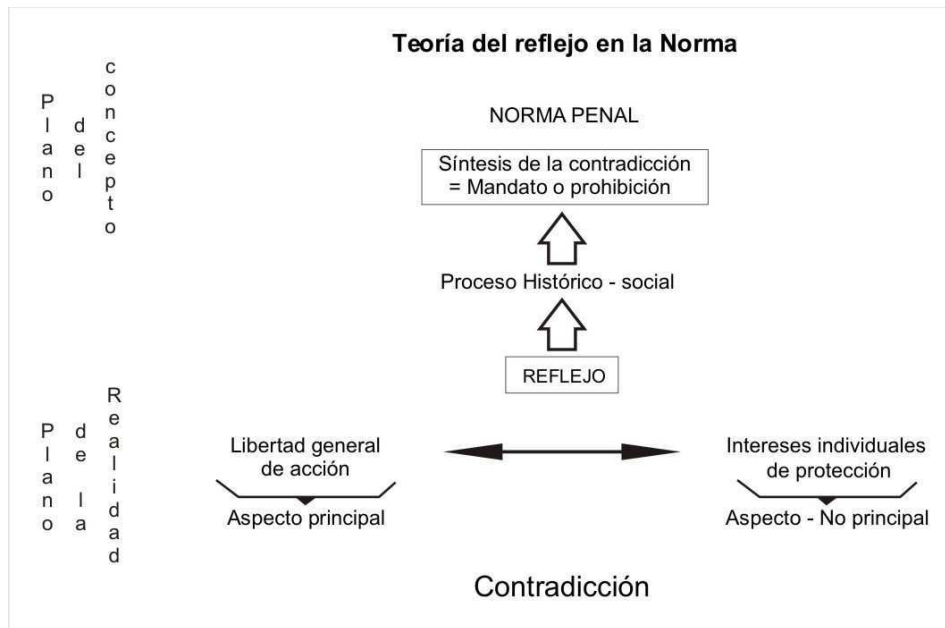 Teoría del reflejo en la Norma
Plano del concepto
NORMA PENAL
Síntesis de la contradicción
= Mandato o prohibición
Proceso Histórico - social
REFLEJO
Plano de la Realidad
Libertad general
de acción
Aspecto principal
Intereses individuales
de protección
Aspecto - No principal
Contradicción